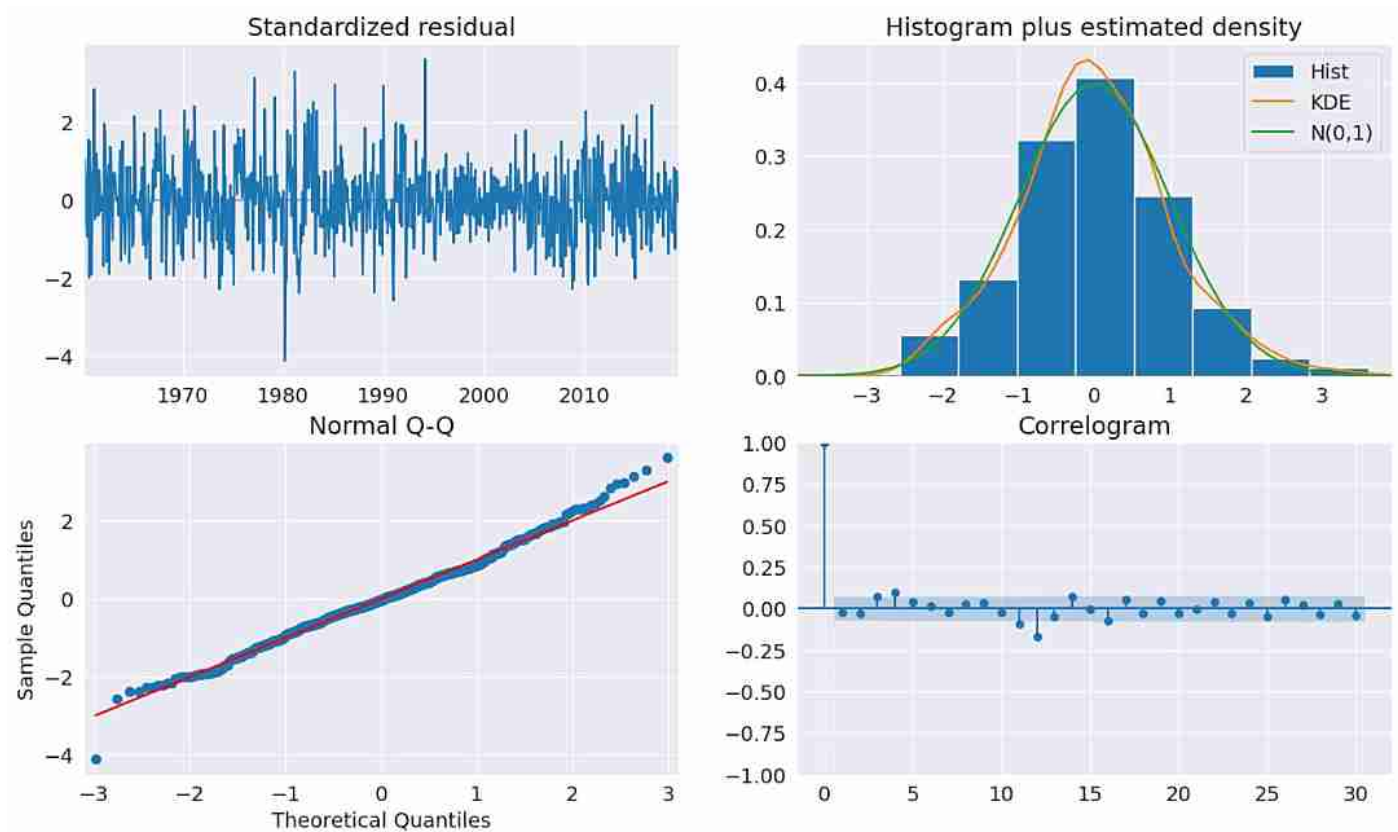 Standardized residual
2
0
−2
−4
1970 1980 1990 2000 2010
Histogram plus estimated density
Hist
KDE
N(0,1)
0.4
0.3
0.2
0.1
0.0
−3 −2 −1 0 1 2 3
Normal Q-Q
Sample Quantiles
2
0
−2
−4
−3 −2 −1 0 1 2 3
Theoretical Quantiles
Correlogram
1.00
0.75
0.50
0.25
0.00
−0.25
−0.50
−0.75
−1.00
0 5 10 15 20 25 30